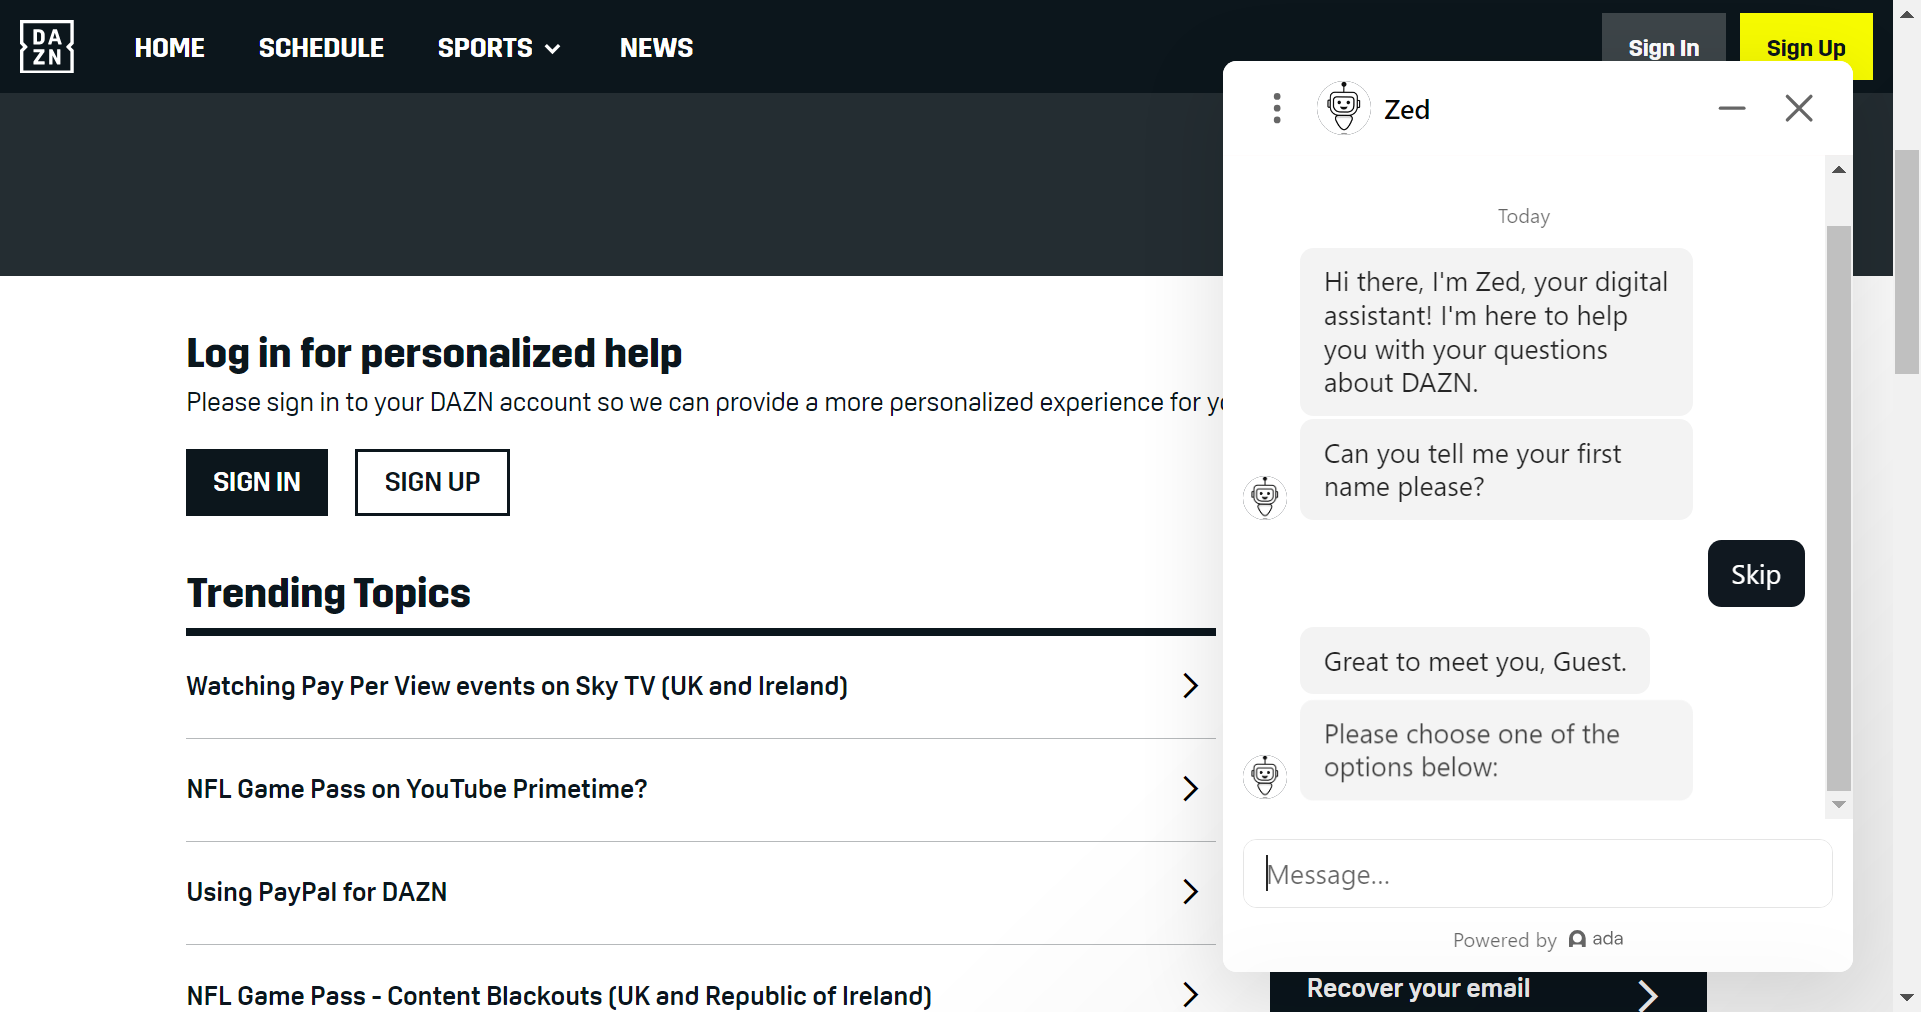 DA
ZN
HOME
SCHEDULE
SPORTS
NEWS
Sign In
Sign Up
Log in for personalized help
Please sign in to your DAZN account so we can provide a more personalized experience for
SIGN IN
SIGN UP
Trending Topics
Watching Pay Per View events on Sky TV (UK and Ireland)
NFL Game Pass on YouTube Primetime?
Using PayPal for DAZN
NFL Game Pass - Content Blackouts (UK and Republic of Ireland)
Zed
Today
Hi there, I'm Zed, your digital
assistant! I'm here to help
you with your questions
about DAZN.
Can you tell me your first
name please?
Skip
Great to meet you, Guest.
Please choose one of the
options below:
Message...
Powered by ada
Recover your email